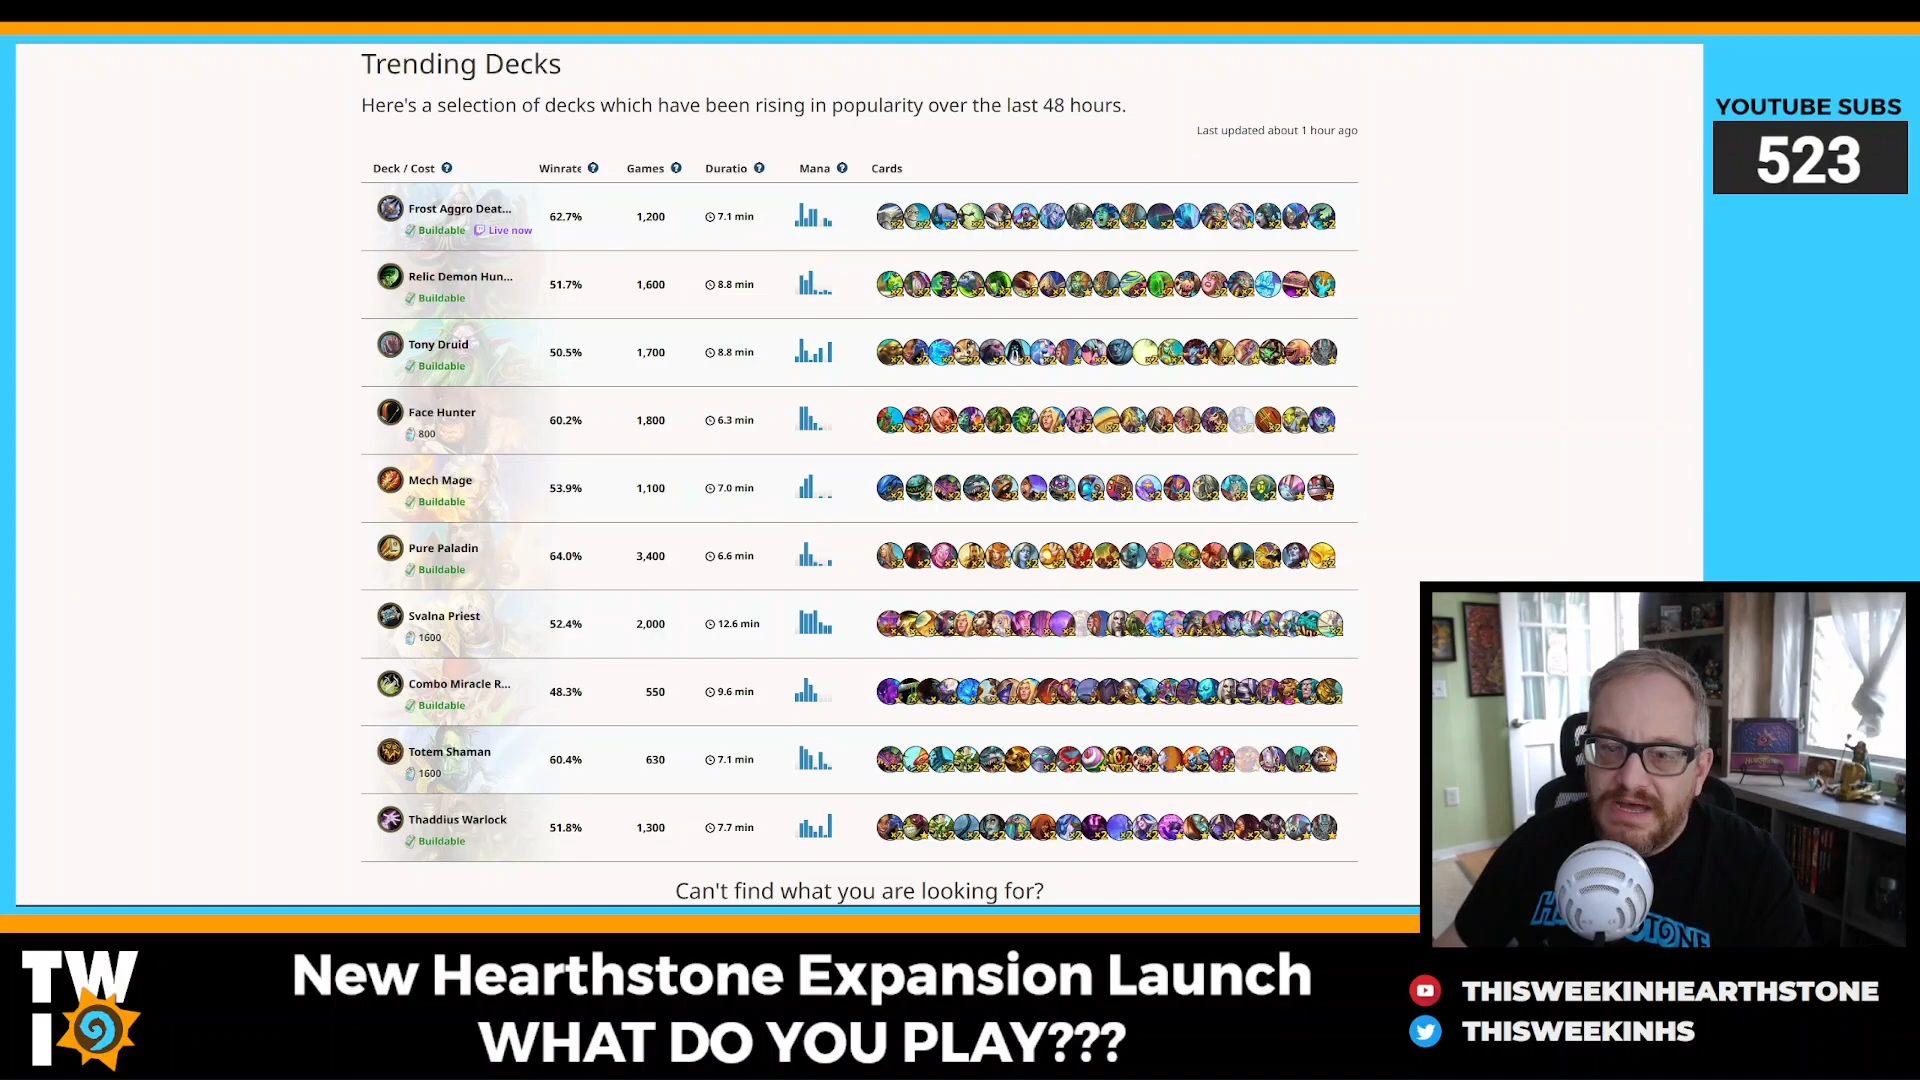 Trending Decks
Here's a selection of decks which have been rising in popularity over the last 48 hours.
Last updated about 1 hour ago
YOUTUBE SUBS
523
Deck / Cost Winrate Games Duratio Mana Cards
Frost Aggro Deat... 62.7% 1,200 7.1 min
Buildable Live now
Relic Demon Hun... 51.7% 1,600 8.8 min
Buildable
Tony Druid 50.5% 1,700 8.8 min
Buildable
Face Hunter 60.2% 1,800 6.3 min
800
Mech Mage 53.9% 1,100 7.0 min
Buildable
Pure Paladin 64.0% 3,400 6.6 min
Buildable
Svalna Priest 52.4% 2,000 12.6 min
1600
Combo Miracle R... 48.3% 550 9.6 min
Buildable
Totem Shaman 60.4% 630 7.1 min
1600
Thaddius Warlock 51.8% 1,300 7.7 min
Buildable
Can't find what you are looking for?
TW
I
New Hearthstone Expansion Launch
WHAT DO YOU PLAY???
THISWEEKINHEARTHSTONE
THISWEEKINHS